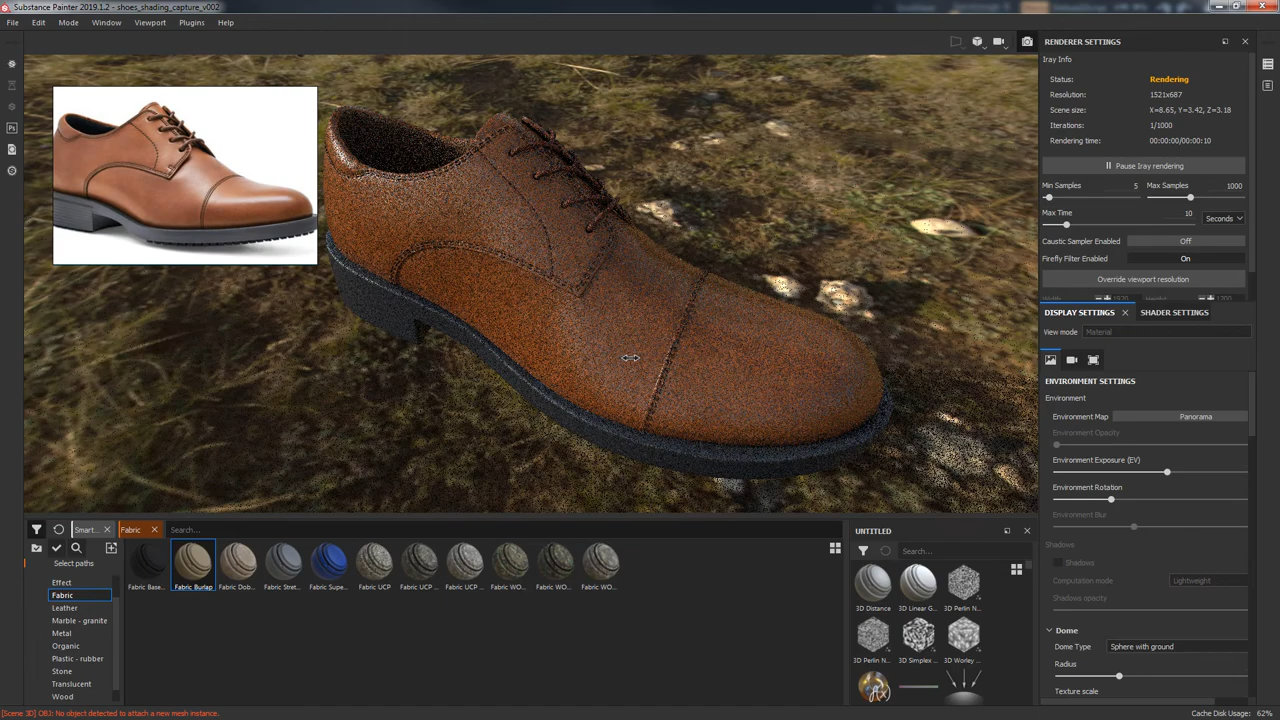 Substance Painter 2019.1.2 - shoes_shading_capture_v002
File Edit Mode Window Viewport Plugins Help
RENDERER SETTINGS
Iray Info
Status: Rendering
Resolution: 1521x687
Scene size: X=8.65, Y=3.42, Z=3.18
Iterations: 1/1000
Rendering time: 00:00:00/00:00:10
Pause Iray rendering
Min Samples 5 Max Samples 1000
Max Time 10
Seconds
Caustic Sampler Enabled Off
Firefly Filter Enabled On
Override viewport resolution
Width 1920 Height 1200
DISPLAY SETTINGS SHADER SETTINGS
View mode Material
ENVIRONMENT SETTINGS
Environment
Environment Map Panorama
Environment Opacity
Environment Exposure (EV)
Environment Rotation
Environment Blur
Shadows
Shadows
Computation mode Lightweight
Shadows opacity
Dome
Dome Type Sphere with ground
Radius
Texture scale
Ps
Smart... Fabric Search...
Select paths
Effect
Fabric
Leather
Marble - granite
Metal
Organic
Plastic - rubber
Stone
Translucent
Wood
Fabric Base... Fabric Burlap Fabric Dob... Fabric Stret... Fabric Supe... Fabric UCP Fabric UCP ... Fabric UCP ... Fabric WO... Fabric WO... Fabric WO...
UNTITLED
Search...
3D Distance 3D Linear G... 3D Perlin N...
3D Perlin N... 3D Simplex ... 3D Worley ...
[Scene 3D] OBJ: No object detected to attach a new mesh instance.
Cache Disk Usage: 62%